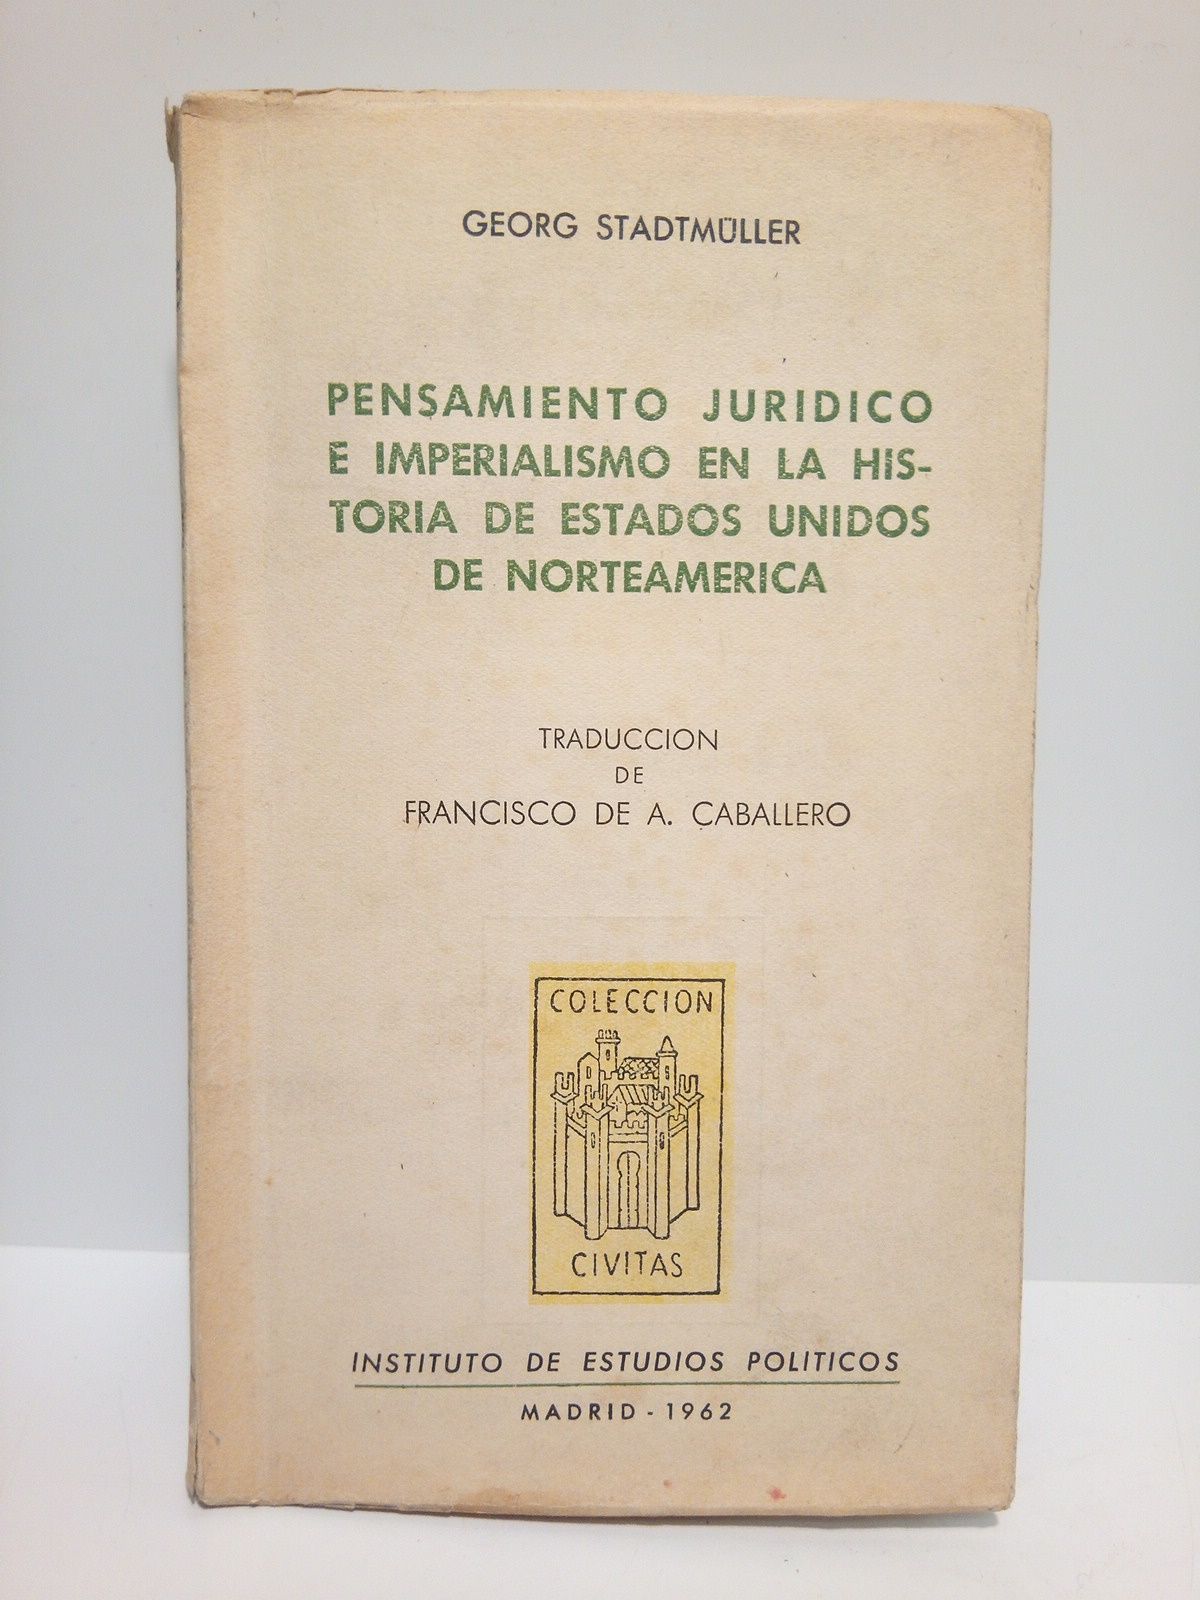 GEORG STADTMÜLLER
PENSAMIENTO JURIDICO
E IMPERIALISMO EN LA HIS-
TORIA DE ESTADOS UNIDOS
DE NORTEAMERICA
TRADUCCION
DE
FRANCISCO DE A. CABALLERO
COLECCION
CIVITAS
INSTITUTO DE ESTUDIOS POLITICOS
MADRID - 1962